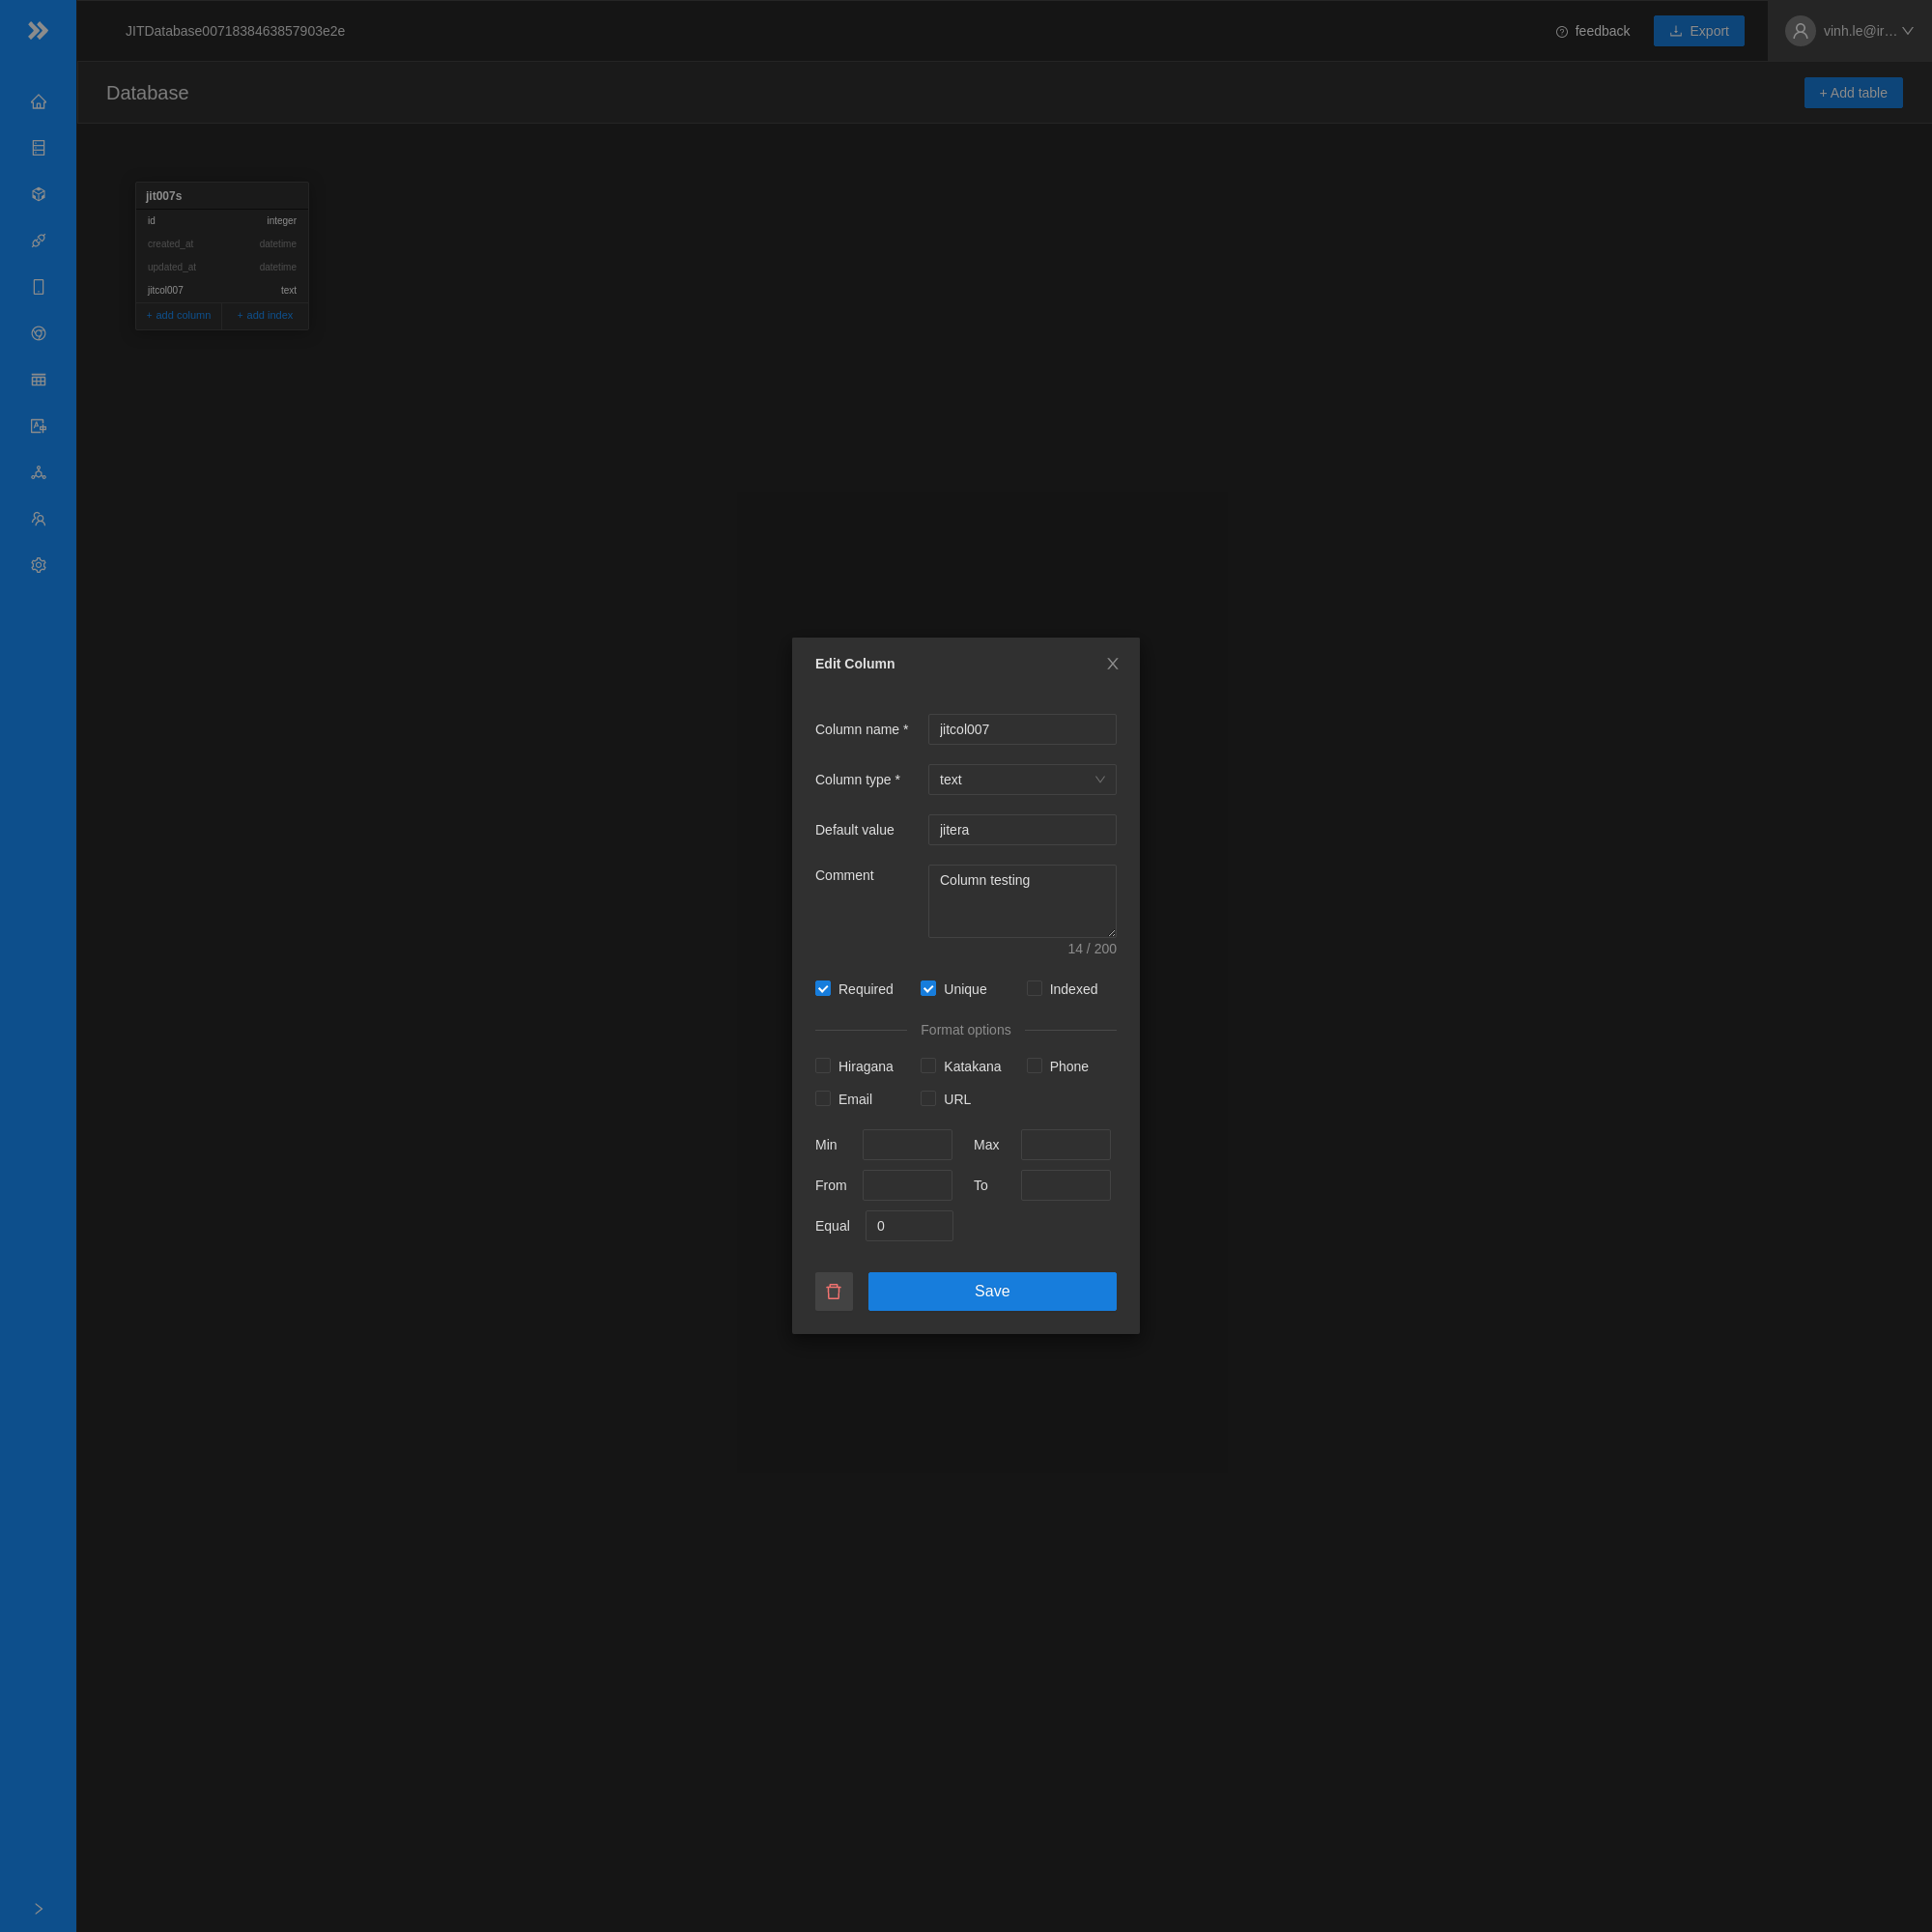 JITDatabase0071838463857903e2e
feedback
Export
vinh.le@ir…
Database
+ Add table
jit007s
id integer
created_at datetime
updated_at datetime
jitcol007 text
+ add column + add index
Edit Column
Column name * jitcol007
Column type * text
Default value jitera
Comment Column testing
14 / 200
Required Unique Indexed
Format options
Hiragana Katakana Phone
Email URL
Min Max
From To
Equal 0
Save